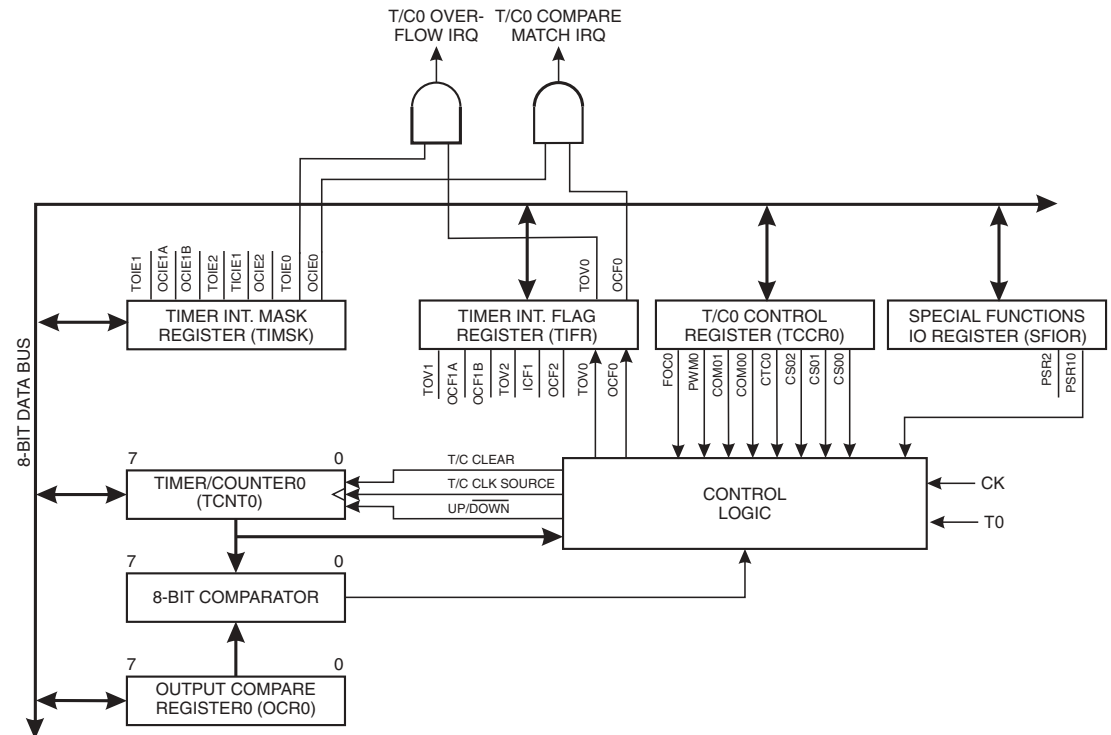 T/C0 OVER-
FLOW IRQ
T/C0 COMPARE
MATCH IRQ
TOIE1
OCIE1A
OCIE1B
TOIE2
TICIE1
OCIE2
TOIE0
OCIE0
TOV0
OCF0
TIMER INT. MASK
REGISTER (TIMSK)
TIMER INT. FLAG
REGISTER (TIFR)
T/C0 CONTROL
REGISTER (TCCR0)
SPECIAL FUNCTIONS
IO REGISTER (SFIOR)
TOV1
OCF1A
OCF1B
TOV2
ICF1
OCF2
TOV0
OCF0
FOC0
PWM0
COM01
COM00
CTC0
CS02
CS01
CS00
PSR2
PSR10
8-BIT DATA BUS
7 0
TIMER/COUNTER0
(TCNT0)
T/C CLEAR
T/C CLK SOURCE
UP/DOWN
CONTROL
LOGIC
CK
T0
7 0
8-BIT COMPARATOR
7 0
OUTPUT COMPARE
REGISTER0 (OCR0)